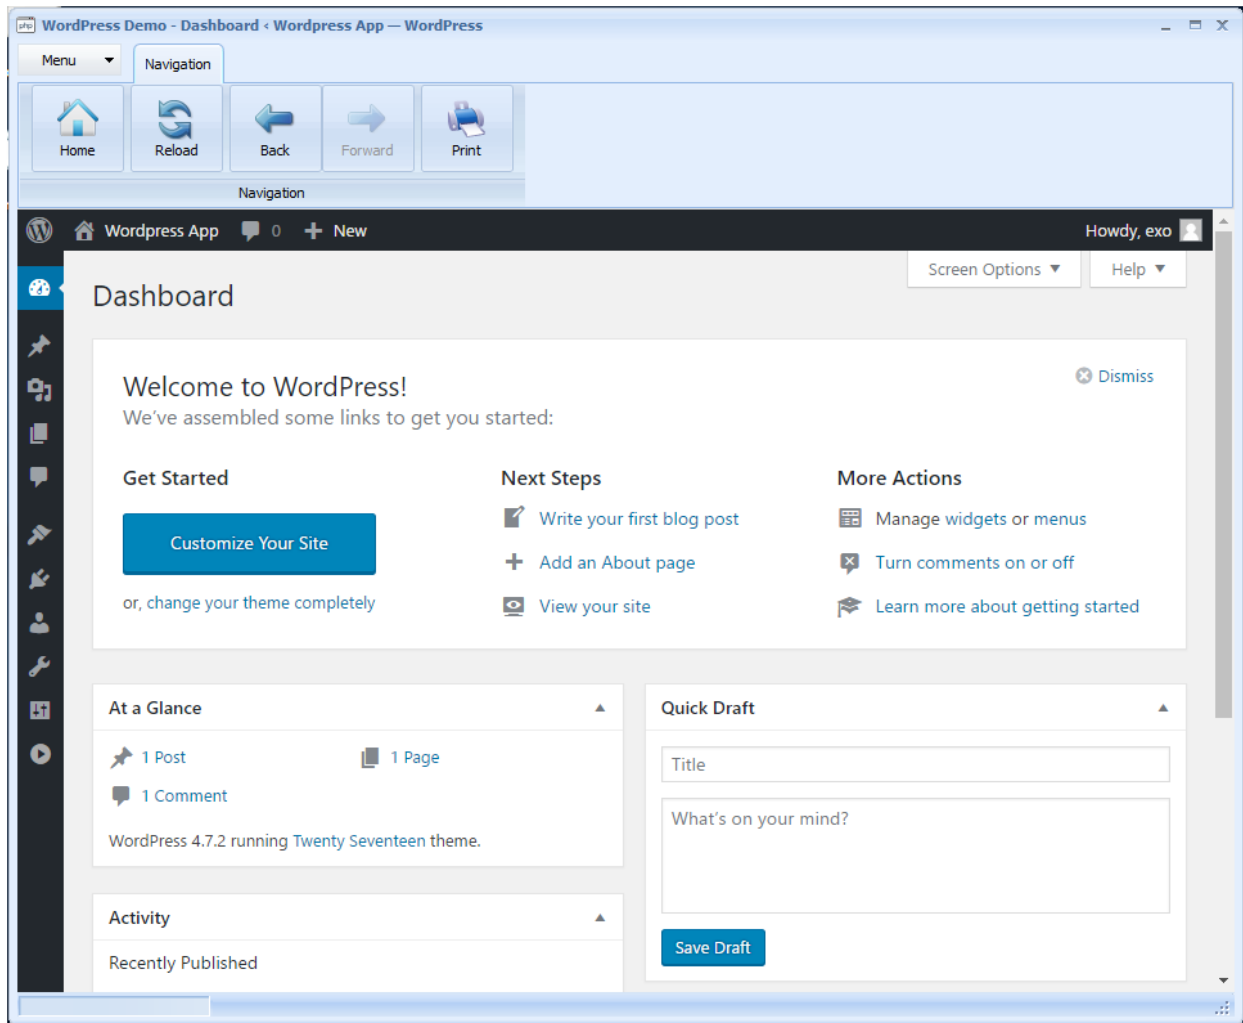 php WordPress Demo - Dashboard ‹ Wordpress App — WordPress
Menu
Navigation
Home
Reload
Back
Forward
Print
Navigation
Wordpress App
0
New
Howdy, exo
Screen Options
Help
Dashboard
Welcome to WordPress!
Dismiss
We've assembled some links to get you started:
Get Started
Customize Your Site
or, change your theme completely
Next Steps
Write your first blog post
Add an About page
View your site
More Actions
Manage widgets or menus
Turn comments on or off
Learn more about getting started
At a Glance
1 Post
1 Page
1 Comment
WordPress 4.7.2 running Twenty Seventeen theme.
Activity
Recently Published
Quick Draft
Title
What's on your mind?
Save Draft